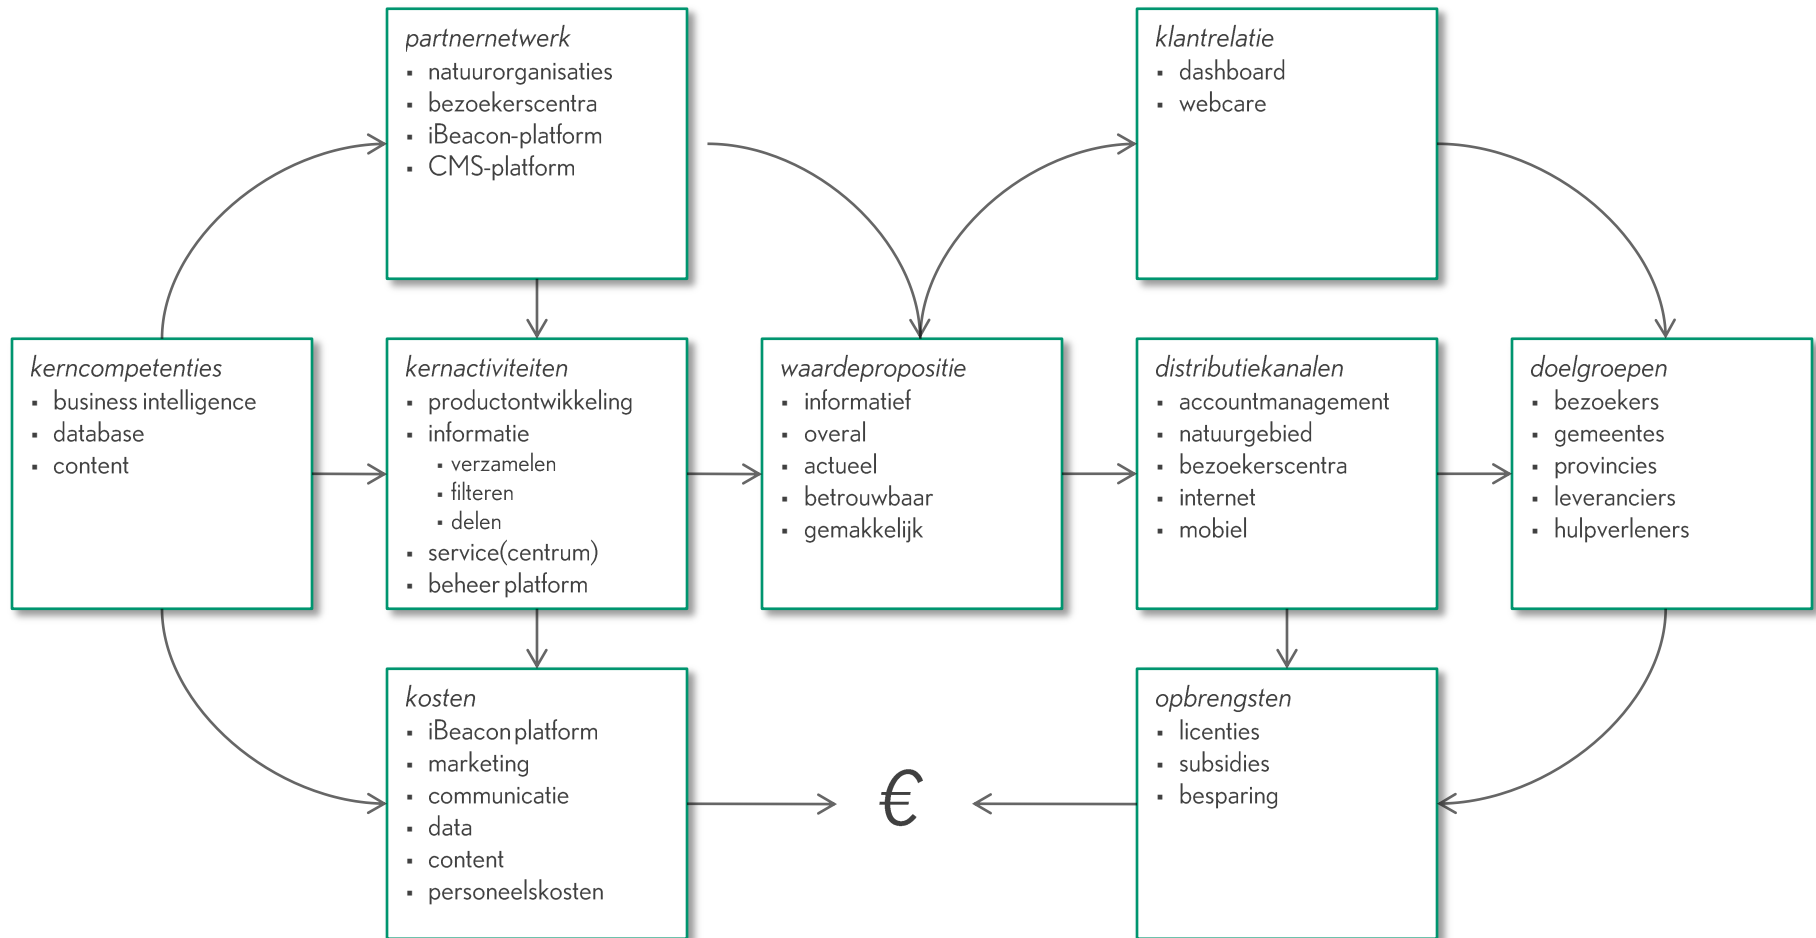 partnernetwerk
▪ natuurorganisaties
▪ bezoekerscentra
▪ iBeacon-platform
▪ CMS-platform
klantrelatie
▪ dashboard
▪ webcare
kerncompetenties
▪ business intelligence
▪ database
▪ content
kernactiviteiten
▪ productontwikkeling
▪ informatie
▪ verzamelen
▪ filteren
▪ delen
▪ service(centrum)
▪ beheer platform
waardepropositie
▪ informatief
▪ overal
▪ actueel
▪ betrouwbaar
▪ gemakkelijk
distributiekanalen
▪ accountmanagement
▪ natuurgebied
▪ bezoekerscentra
▪ internet
▪ mobiel
doelgroepen
▪ bezoekers
▪ gemeentes
▪ provincies
▪ leveranciers
▪ hulpverleners
kosten
▪ iBeacon platform
▪ marketing
▪ communicatie
▪ data
▪ content
▪ personeelskosten
€
opbrengsten
▪ licenties
▪ subsidies
▪ besparing